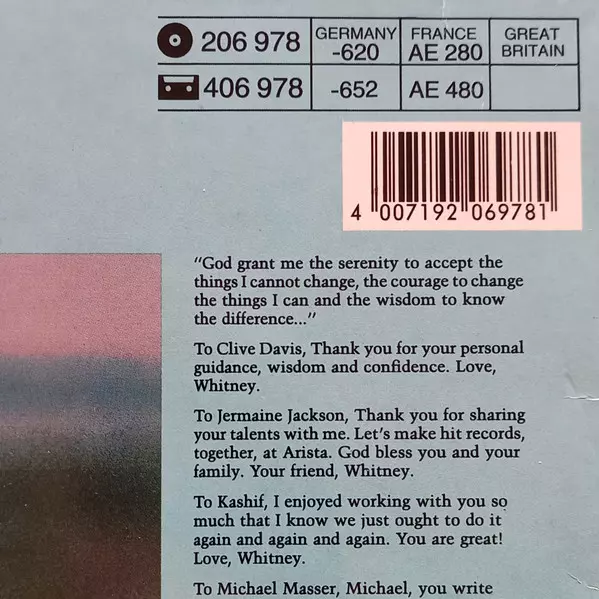 206 978 GERMANY -620 FRANCE AE 280 GREAT BRITAIN
406 978 -652 AE 480
4 007192 069781
"God grant me the serenity to accept the
things I cannot change, the courage to change
the things I can and the wisdom to know
the difference..."
To Clive Davis, Thank you for your personal
guidance, wisdom and confidence. Love,
Whitney.
To Jermaine Jackson, Thank you for sharing
your talents with me. Let's make hit records,
together, at Arista. God bless you and your
family. Your friend, Whitney.
To Kashif, I enjoyed working with you so
much that I know we just ought to do it
again and again and again. You are great!
Love, Whitney.
To Michael Masser, Michael, you write